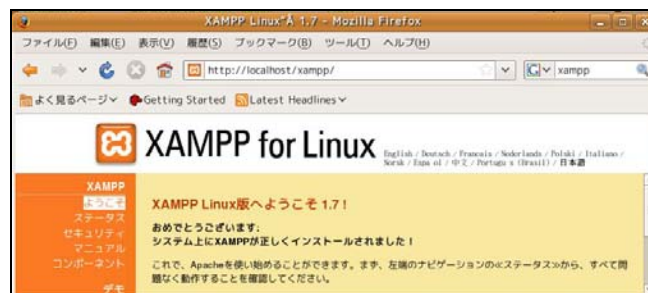 XAMPP Linux版 1.7 - Mozilla Firefox
ファイル(F) 編集(E) 表示(V) 履歴(S) ブックマーク(B) ツール(T) ヘルプ(H)
http://localhost/xampp/ xampp
よく見るページ Getting Started Latest Headlines
XAMPP for Linux
English / Deutsch / Francais / Nederlands / Polski / Italiano /
Norsk / Espa ol / 中文 / Portugu s (Brasil) / 日本語
XAMPP
ようこそ
ステータス
セキュリティ
マニュアル
コンポーネント
デモ
XAMPP Linux版へようこそ 1.7 !
おめでとうございます:
システム上にXAMPPが正しくインストールされました!
これで、Apacheを使い始めることができます。まず、左端のナビゲーションの≪ステータス≫から、すべて問
題なく動作することを確認してください。